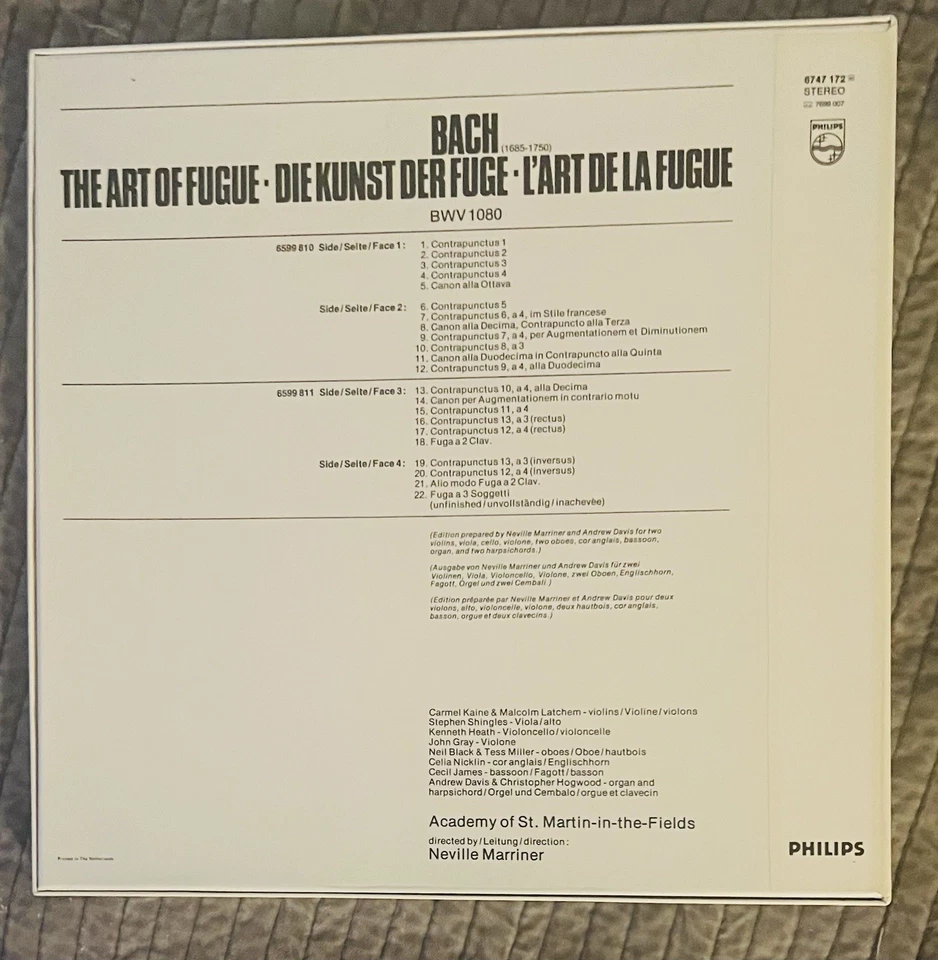 6747 172
STEREO
7699 007
PHILIPS
BACH (1685-1750)
THE ART OF FUGUE · DIE KUNST DER FUGE · L'ART DE LA FUGUE
BWV 1080
6599 810 Side/Seite/Face 1: 1. Contrapunctus 1
2. Contrapunctus 2
3. Contrapunctus 3
4. Contrapunctus 4
5. Canon alla Ottava
Side/Seite/Face 2: 6. Contrapunctus 5
7. Contrapunctus 6, a 4, im Stile francese
8. Canon alla Decima, Contrapuncto alla Terza
9. Contrapunctus 7, a 4, per Augmentationem et Diminutionem
10. Contrapunctus 8, a 3
11. Canon alla Duodecima in Contrapuncto alla Quinta
12. Contrapunctus 9, a 4, alla Duodecima
6599 811 Side/Seite/Face 3: 13. Contrapunctus 10, a 4, alla Decima
14. Canon per Augmentationem in contrario motu
15. Contrapunctus 11, a 4
16. Contrapunctus 13, a 3 (rectus)
17. Contrapunctus 12, a 4 (rectus)
18. Fuga a 2 Clav.
Side/Seite/Face 4: 19. Contrapunctus 13, a 3 (inversus)
20. Contrapunctus 12, a 4 (inversus)
21. Alio modo Fuga a 2 Clav.
22. Fuga a 3 Soggetti
(unfinished/unvollständig/inachevée)
(Edition prepared by Neville Marriner and Andrew Davis for two
violins, viola, cello, violone, two oboes, cor anglais, bassoon,
organ, and two harpsichords.)
(Ausgabe von Neville Marriner und Andrew Davis für zwei
Violinen, Viola, Violoncello, Violone, zwei Oboen, Englischhorn,
Fagott, Orgel und zwei Cembali.)
(Edition préparée par Neville Marriner et Andrew Davis pour deux
violons, alto, violoncelle, violone, deux hautbois, cor anglais,
basson, orgue et deux clavecins.)
Carmel Kaine & Malcolm Latchem - violins/Violine/violons
Stephen Shingles - Viola/alto
Kenneth Heath - Violoncello/violoncelle
John Gray - Violone
Neil Black & Tess Miller - oboes/Oboe/hautbois
Celia Nicklin - cor anglais/Englischhorn
Cecil James - bassoon/Fagott/basson
Andrew Davis & Christopher Hogwood - organ and
harpsichord/Orgel und Cembalo/orgue et clavecin
Academy of St. Martin-in-the-Fields
directed by/Leitung/direction:
Neville Marriner
PHILIPS
Printed in The Netherlands